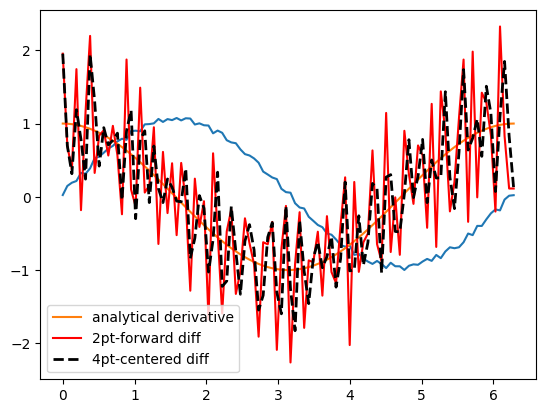 2
1
0
−1
−2
analytical derivative
2pt-forward diff
4pt-centered diff
0 1 2 3 4 5 6